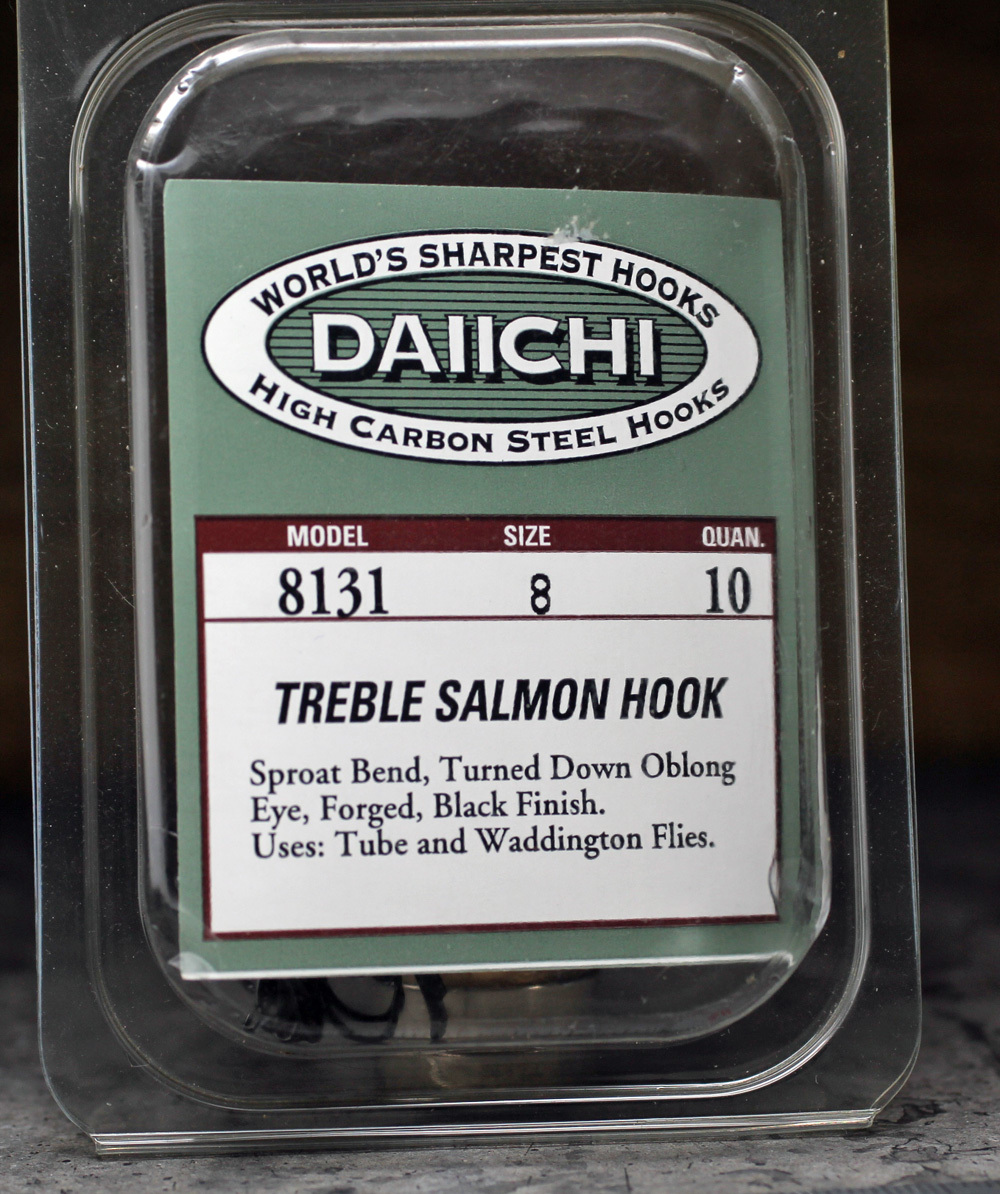 WORLD'S SHARPEST HOOKS
DAIICHI
HIGH CARBON STEEL HOOKS
MODEL SIZE QUAN.
8131 8 10
TREBLE SALMON HOOK
Sproat Bend, Turned Down Oblong
Eye, Forged, Black Finish.
Uses: Tube and Waddington Flies.